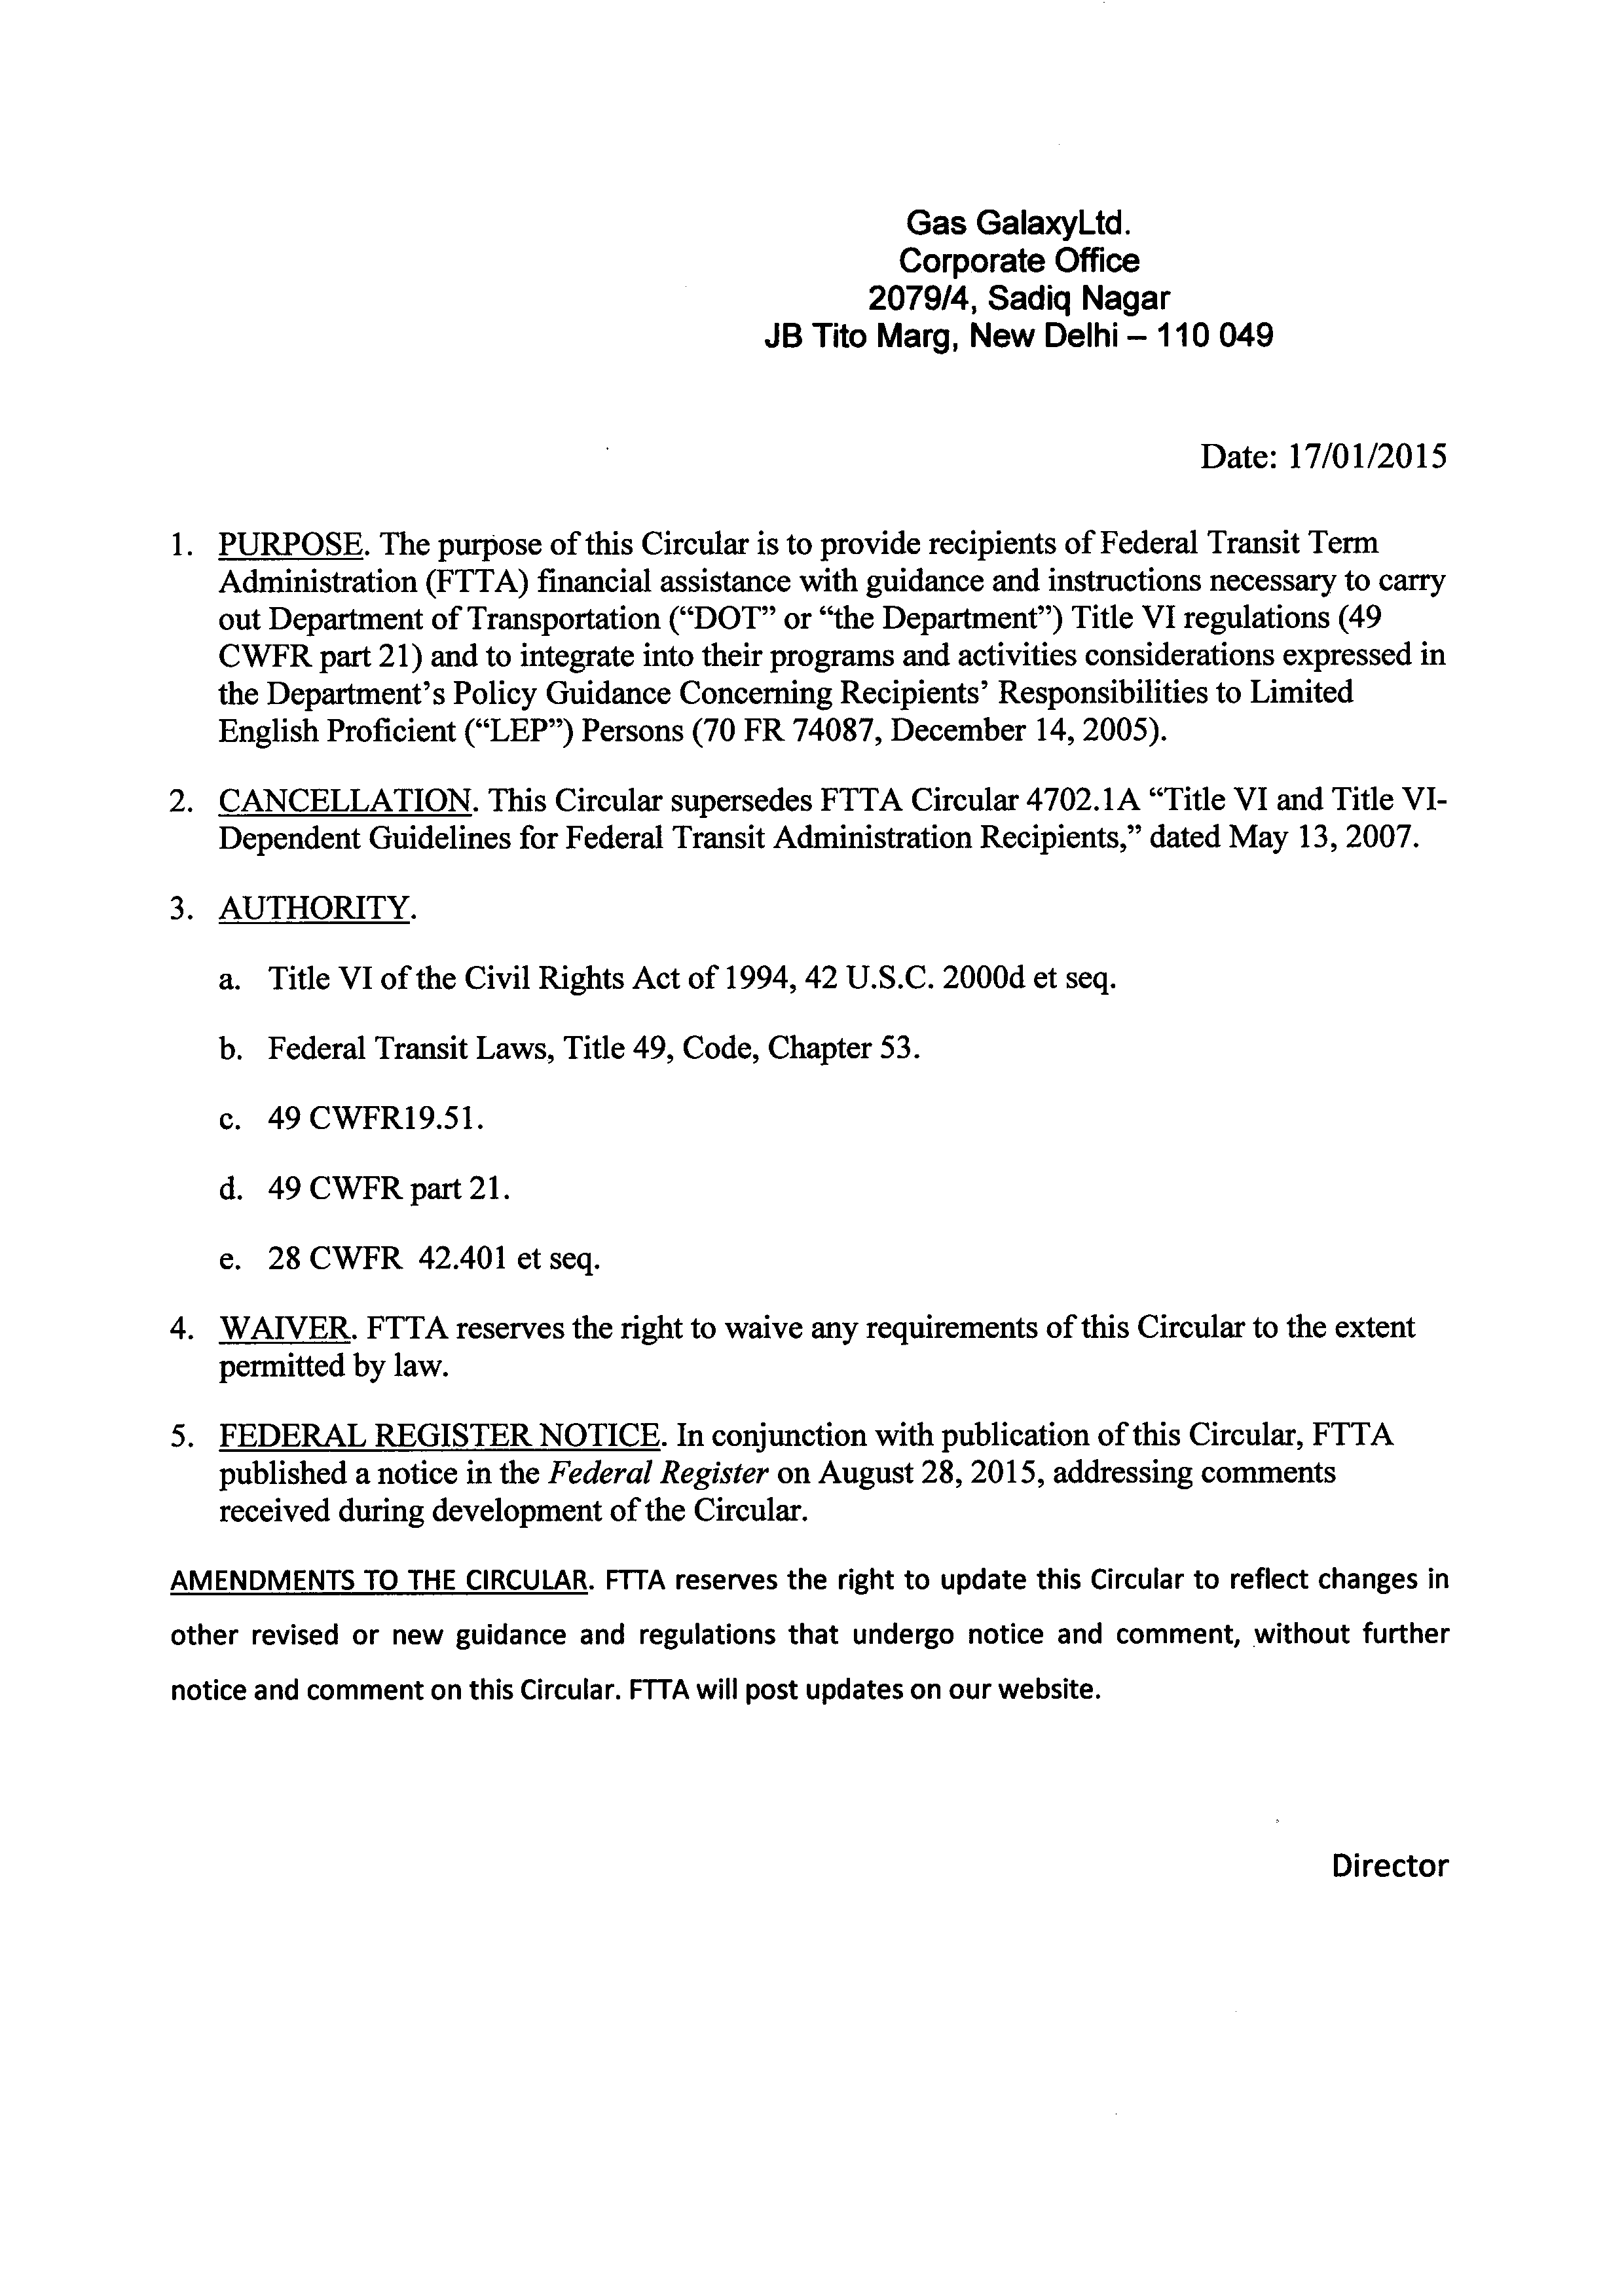 Gas GalaxyLtd.
Corporate Office
2079/4, Sadiq Nagar
JB Tito Marg, New Delhi – 110 049
Date: 17/01/2015
1. PURPOSE. The purpose of this Circular is to provide recipients of Federal Transit Term
Administration (FTTA) financial assistance with guidance and instructions necessary to carry
out Department of Transportation (“DOT” or “the Department”) Title VI regulations (49
CWFR part 21) and to integrate into their programs and activities considerations expressed in
the Department’s Policy Guidance Concerning Recipients’ Responsibilities to Limited
English Proficient (“LEP”) Persons (70 FR 74087, December 14, 2005).
2. CANCELLATION. This Circular supersedes FTTA Circular 4702.1A “Title VI and Title VI-
Dependent Guidelines for Federal Transit Administration Recipients,” dated May 13, 2007.
3. AUTHORITY.
a. Title VI of the Civil Rights Act of 1994, 42 U.S.C. 2000d et seq.
b. Federal Transit Laws, Title 49, Code, Chapter 53.
c. 49 CWFR19.51.
d. 49 CWFR part 21.
e. 28 CWFR 42.401 et seq.
4. WAIVER. FTTA reserves the right to waive any requirements of this Circular to the extent
permitted by law.
5. FEDERAL REGISTER NOTICE. In conjunction with publication of this Circular, FTTA
published a notice in the Federal Register on August 28, 2015, addressing comments
received during development of the Circular.
AMENDMENTS TO THE CIRCULAR. FTTA reserves the right to update this Circular to reflect changes in
other revised or new guidance and regulations that undergo notice and comment, without further
notice and comment on this Circular. FTTA will post updates on our website.
Director